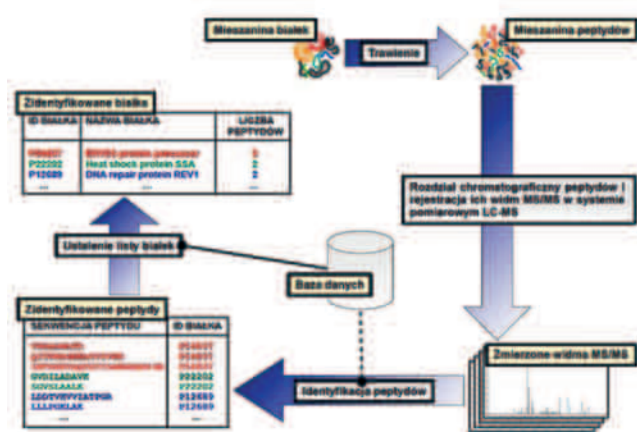 Mieszanina białek
Mieszanina peptydów
Trawienie
Zidentyfikowane białka
ID BIAŁKA NAZWA BIAŁKA LICZBA
PEPTYDÓW
protein precursor
P22202 Heat shock protein SSA 2
P12689 DNA repair protein REV1 2
...
Rozdział chromatograficzny peptydów i
rejestracja ich widm MS/MS w systemie
pomiarowym LC-MS
Ustalenie listy białek
Baza danych
Zidentyfikowane peptydy
SEKWENCJA PEPTYDU ID BIAŁKA
P22202
P22202
P12689
LLLPGKLAK P12689
... ...
Zmierzone widma MS/MS
Identyfikacja peptydów